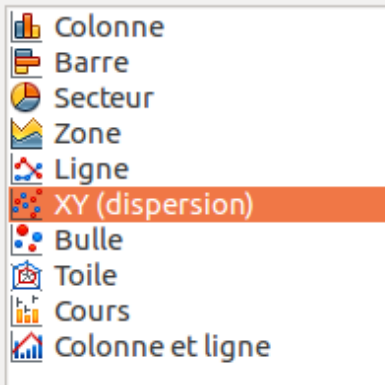 Colonne
Barre
Secteur
Zone
Ligne
XY (dispersion)
Bulle
Toile
Cours
Colonne et ligne